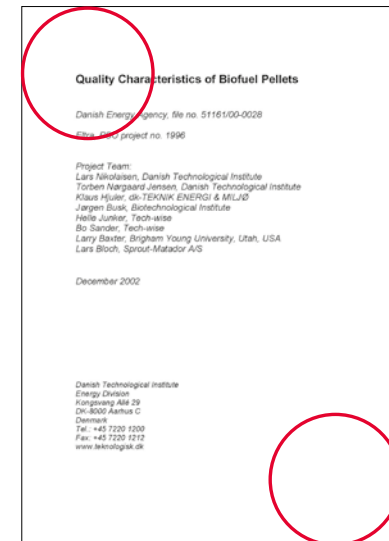 Quality Characteristics of Biofuel Pellets
Danish Energy Agency, file no. 51161/00-0028
Eltra, PSO project no. 1996
Project Team:
Lars Nikolaisen, Danish Technological Institute
Torben Nørgaard Jensen, Danish Technological Institute
Klaus Hjuler, dk-TEKNIK ENERGI & MILJØ
Jørgen Busk, Biotechnological Institute
Helle Junker, Tech-wise
Bo Sander, Tech-wise
Larry Baxter, Brigham Young University, Utah, USA
Lars Bloch, Sprout-Matador A/S
December 2002
Danish Technological Institute
Energy Division
Kongsvang Allé 29
DK-8000 Aarhus C
Denmark
Tel.: +45 7220 1200
Fax: +45 7220 1212
www.teknologisk.dk